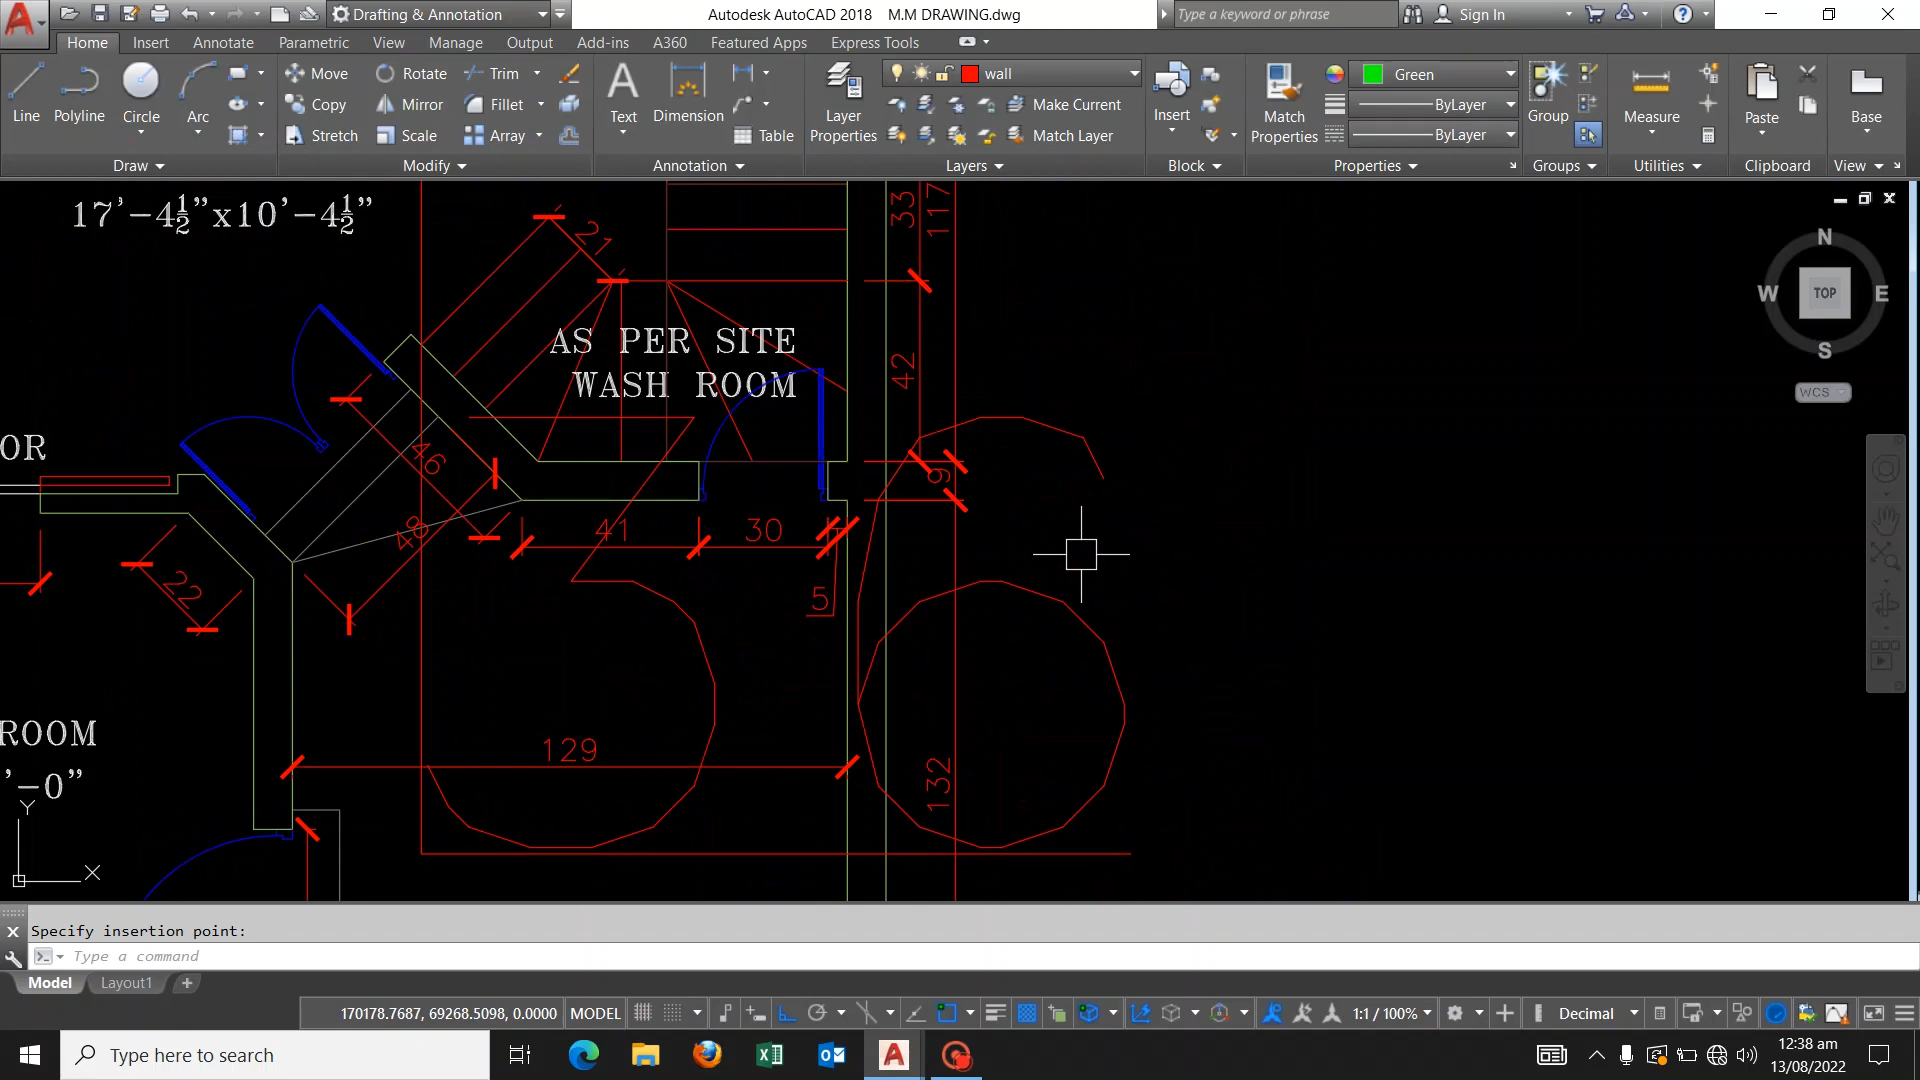 Drafting & Annotation
Autodesk AutoCAD 2018 M.M DRAWING.dwg
Type a keyword or phrase
Sign In
Home Insert Annotate Parametric View Manage Output Add-ins A360 Featured Apps Express Tools
Line Polyline Circle Arc
Move Rotate Trim
Copy Mirror Fillet
Stretch Scale Array
Text Dimension Table
Layer Properties
wall
Make Current
Match Layer
Insert
Match Properties
Green
ByLayer
ByLayer
Group
Measure
Paste
Base
Draw Modify Annotation Layers Block Properties Groups Utilities Clipboard View
17'-4½"x10'-4½"
21
33
117
AS PER SITE
WASH ROOM
42
OR
46
48
9
41
30
22
5
ROOM
129
132
'-0"
Y
X
N
W TOP E
S
WCS
Specify insertion point:
Type a command
Model Layout1 +
170178.7687, 69268.5098, 0.0000 MODEL 1:1 / 100% Decimal
Type here to search
12:38 am
13/08/2022